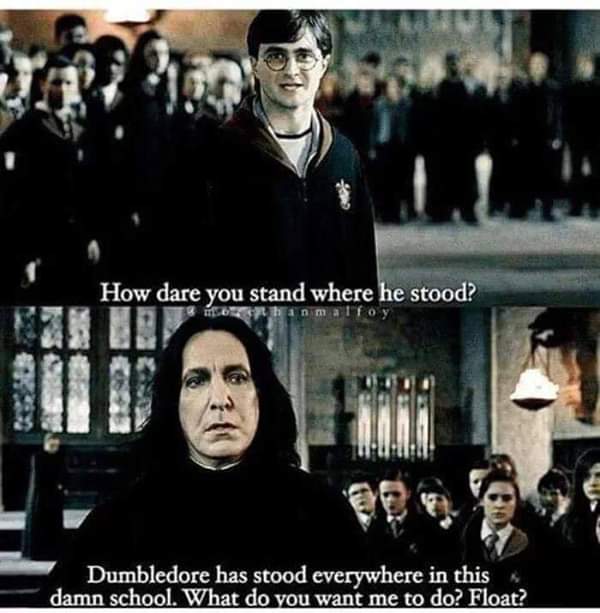 How dare you stand where he stood?
@morethanmalfoy
Dumbledore has stood everywhere in this
damn school. What do you want me to do? Float?